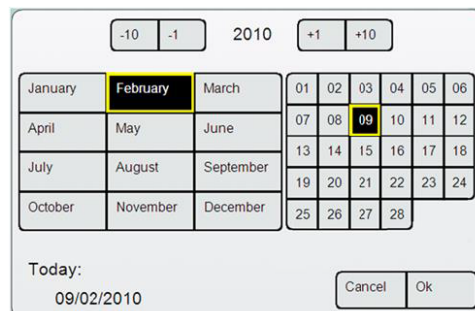 -10 -1 2010 +1 +10
January February March
April May June
July August September
October November December
01 02 03 04 05 06
07 08 09 10 11 12
13 14 15 16 17 18
19 20 21 22 23 24
25 26 27 28
Today:
09/02/2010
Cancel Ok